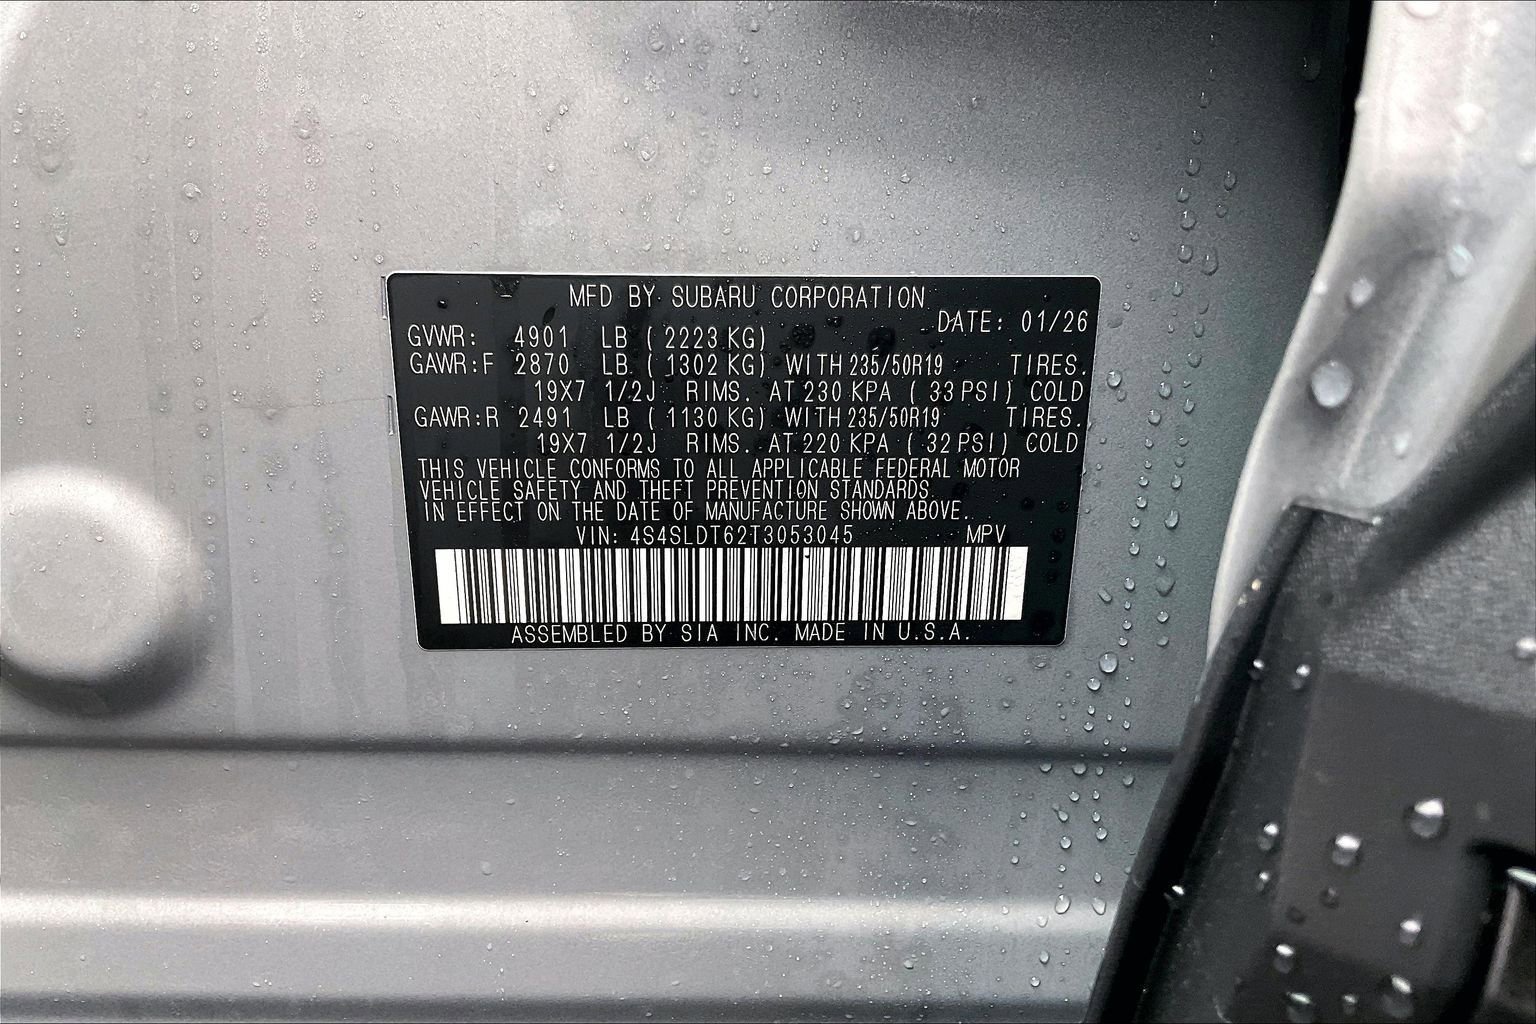 MFD BY SUBARU CORPORATION
DATE: 01/26
GVWR: 4901 LB ( 2223 KG)
GAWR:F 2870 LB. ( 1302 KG) WITH 235/50R19 TIRES.
19X7 1/2J RIMS. AT 230 KPA ( 33 PSI) COLD
GAWR:R 2491 LB ( 1130 KG) WITH 235/50R19 TIRES.
19X7 1/2J RIMS. AT 220 KPA ( 32 PSI) COLD
THIS VEHICLE CONFORMS TO ALL APPLICABLE FEDERAL MOTOR
VEHICLE SAFETY AND THEFT PREVENTION STANDARDS
IN EFFECT ON THE DATE OF MANUFACTURE SHOWN ABOVE.
VIN: 4S4SLDT62T3053045 MPV
ASSEMBLED BY SIA INC. MADE IN U.S.A.